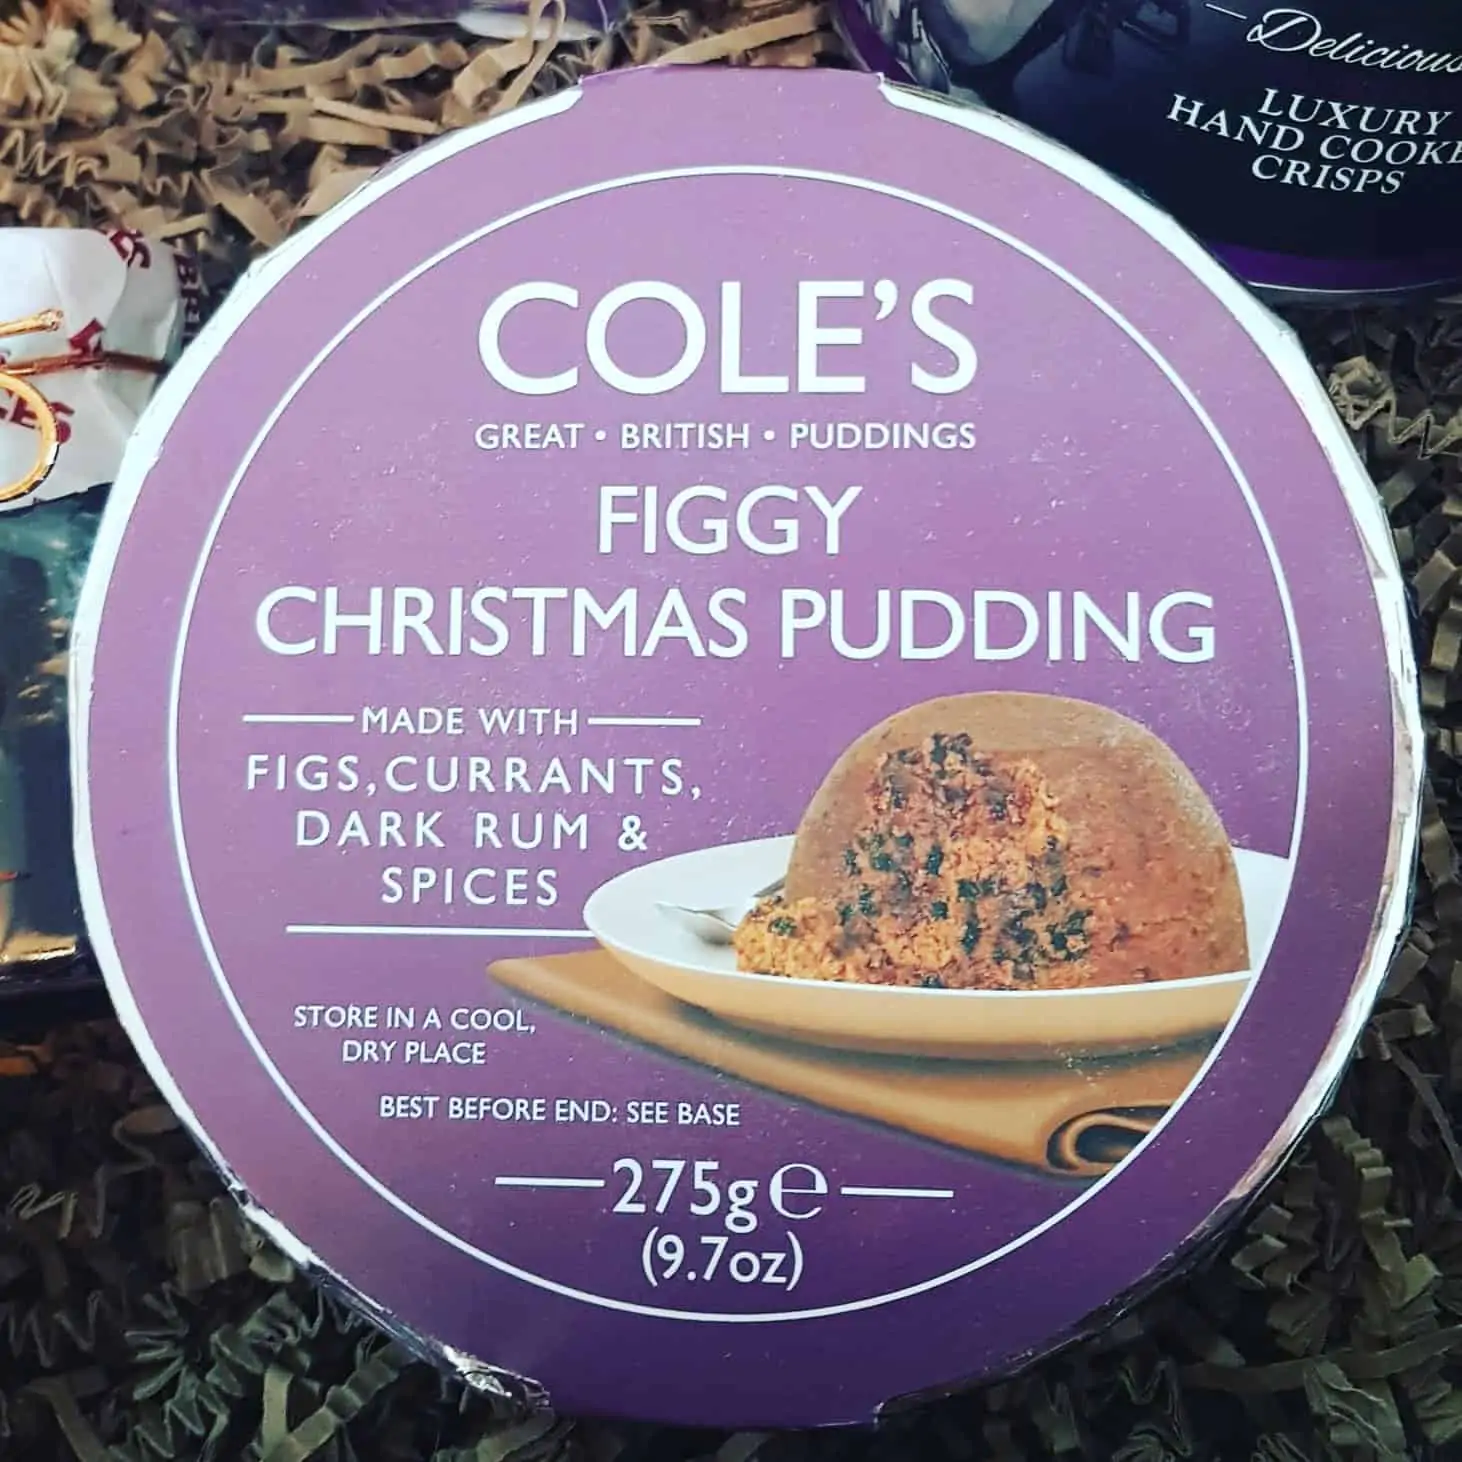 Delicious
LUXURY
HAND COOKE
CRISPS
COLE'S
GREAT • BRITISH • PUDDINGS
FIGGY
CHRISTMAS PUDDING
MADE WITH
FIGS, CURRANTS,
DARK RUM &
SPICES
STORE IN A COOL,
DRY PLACE
BEST BEFORE END: SEE BASE
275g ℮
(9.7oz)